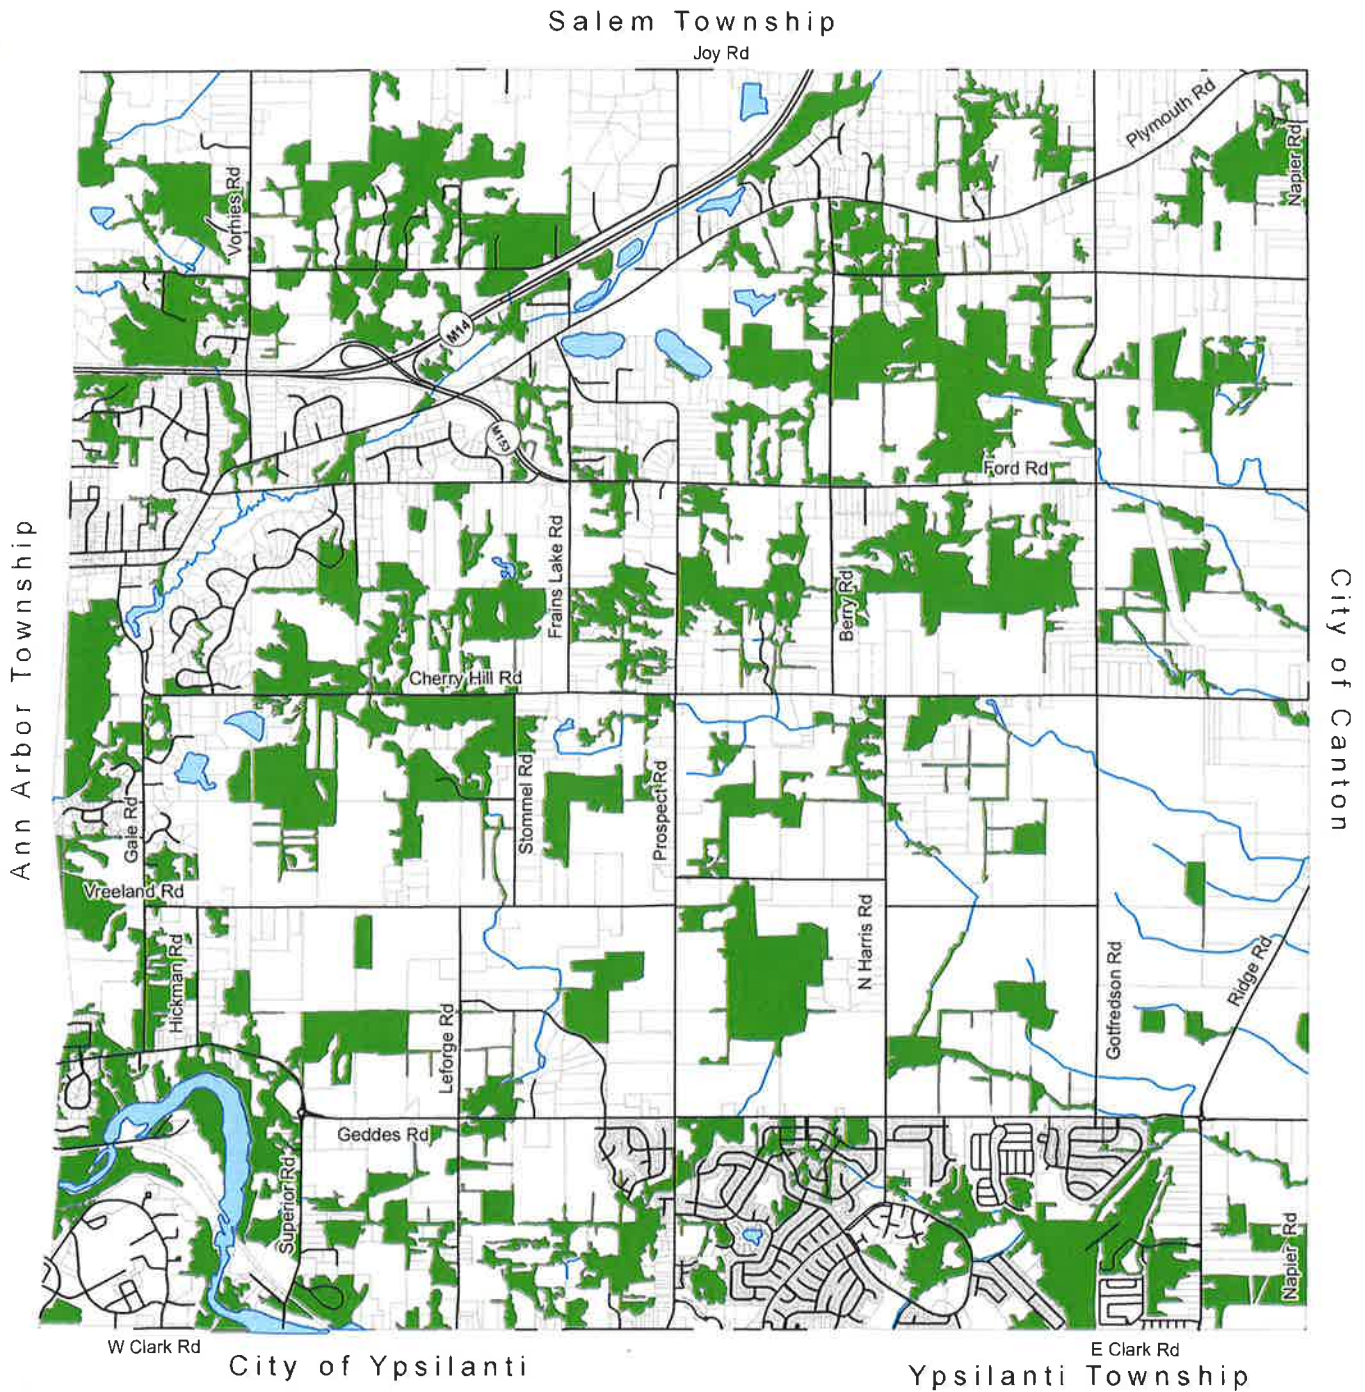 Salem Township
Joy Rd
Plymouth Rd
Napier Rd
Vorhies Rd
M14
M153
Ford Rd
Ann Arbor Township
City of Canton
Frains Lake Rd
Berry Rd
Cherry Hill Rd
Stommel Rd
Prospect Rd
Gale Rd
Vreeland Rd
N Harris Rd
Hickman Rd
Gotfredson Rd
Ridge Rd
Leforge Rd
Geddes Rd
Superior Rd
Napier Rd
W Clark Rd
E Clark Rd
City of Ypsilanti
Ypsilanti Township